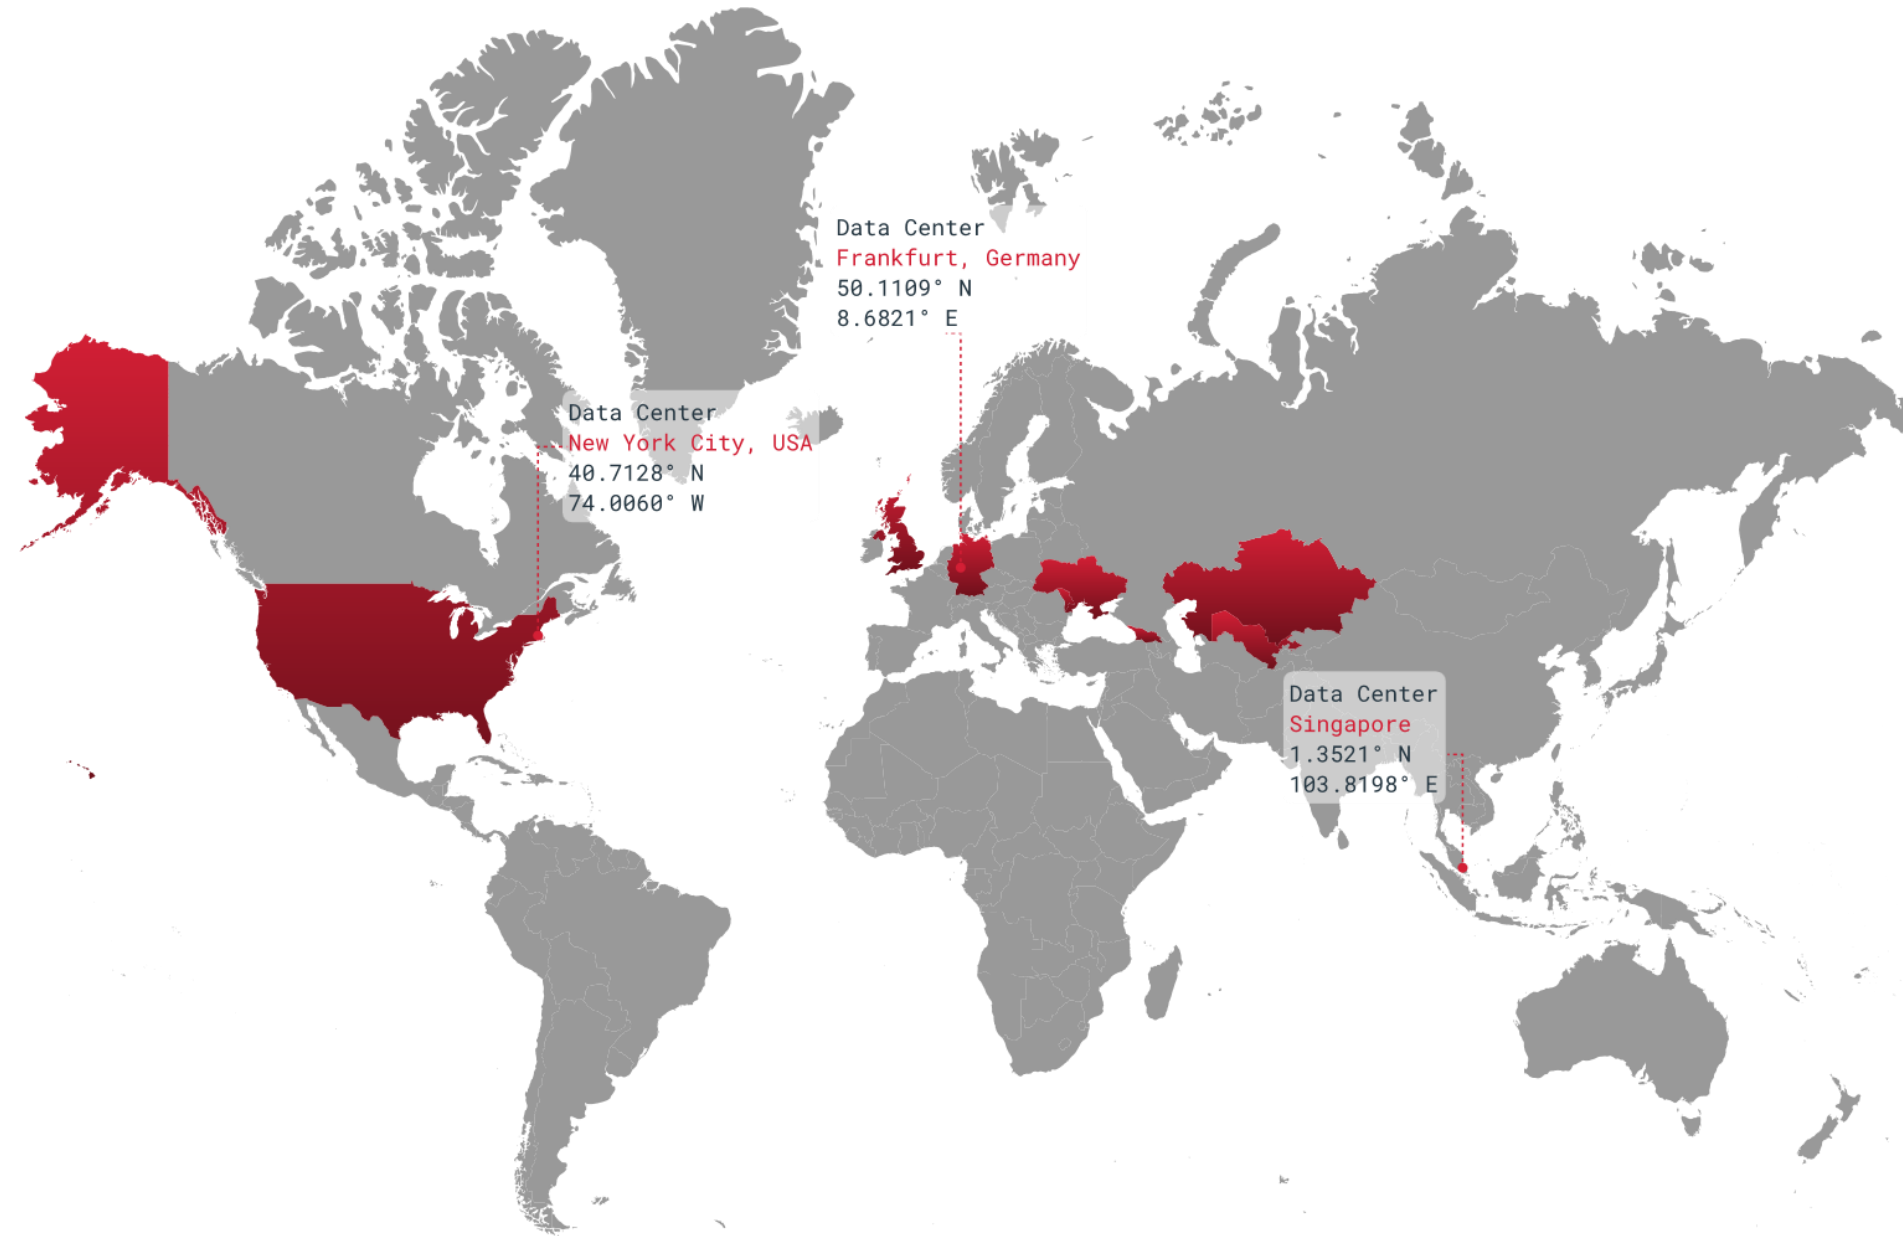 Data Center
Frankfurt, Germany
50.1109° N
8.6821° E
Data Center
New York City, USA
40.7128° N
74.0060° W
Data Center
Singapore
1.3521° N
103.8198° E